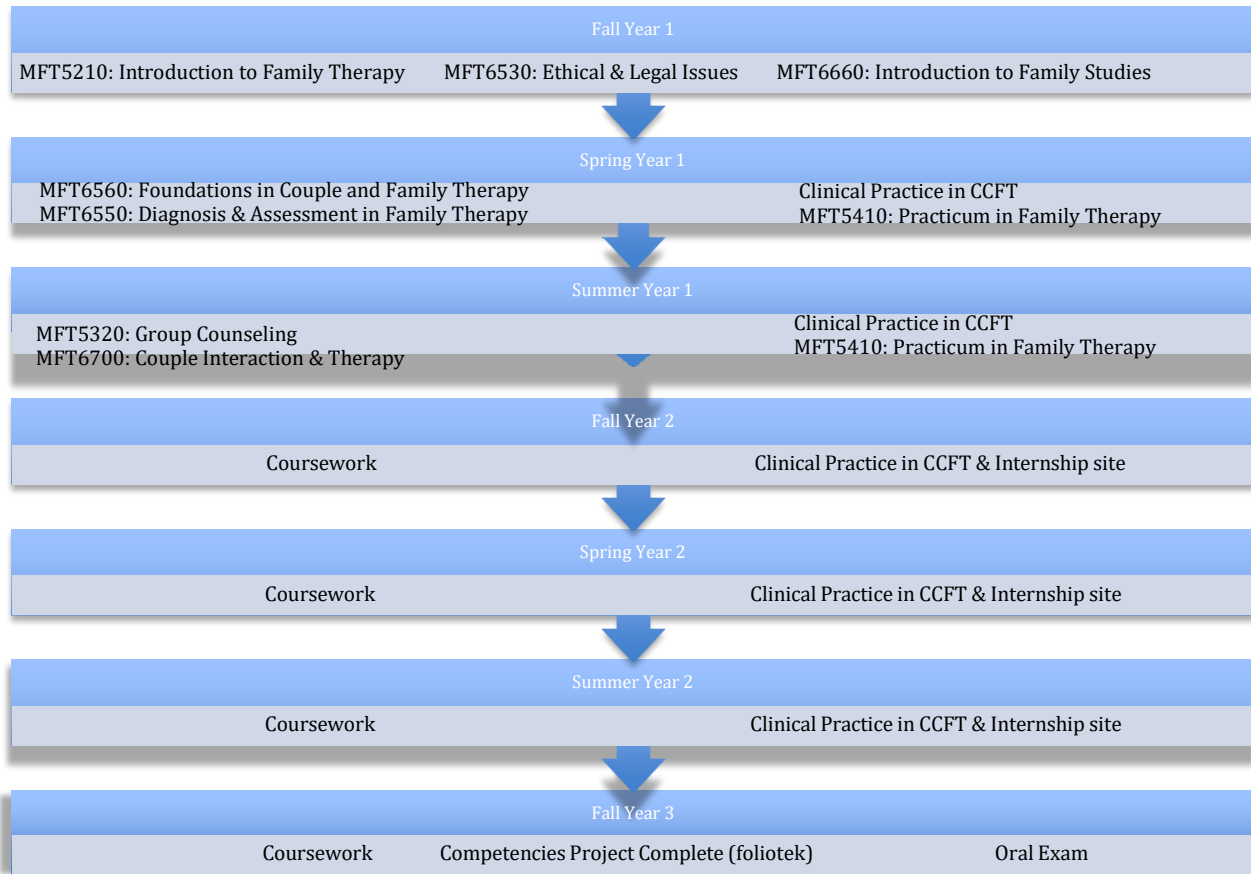 Fall Year 1
MFT5210: Introduction to Family Therapy MFT6530: Ethical & Legal Issues MFT6660: Introduction to Family Studies
Spring Year 1
MFT6560: Foundations in Couple and Family Therapy
MFT6550: Diagnosis & Assessment in Family Therapy
Clinical Practice in CCFT
MFT5410: Practicum in Family Therapy
Summer Year 1
MFT5320: Group Counseling
MFT6700: Couple Interaction & Therapy
Clinical Practice in CCFT
MFT5410: Practicum in Family Therapy
Fall Year 2
Coursework Clinical Practice in CCFT & Internship site
Spring Year 2
Coursework Clinical Practice in CCFT & Internship site
Summer Year 2
Coursework Clinical Practice in CCFT & Internship site
Fall Year 3
Coursework Competencies Project Complete (foliotek) Oral Exam